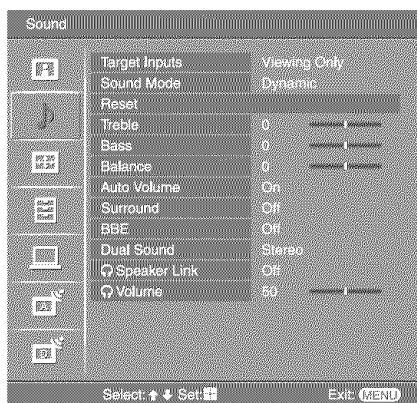 Sound
Target Inputs Viewing Only
Sound Mode Dynamic
Reset
Treble 0
Bass 0
Balance 0
Auto Volume On
Surround Off
BBE Off
Dual Sound Stereo
Speaker Link Off
Volume 50
A
D
Select: Set: Exit: MENU